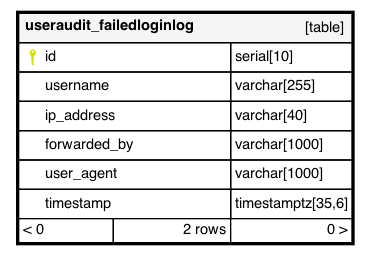 useraudit_failedloginlog [table]
id serial[10]
username varchar[255]
ip_address varchar[40]
forwarded_by varchar[1000]
user_agent varchar[1000]
timestamp timestamptz[35,6]
< 0 2 rows 0 >